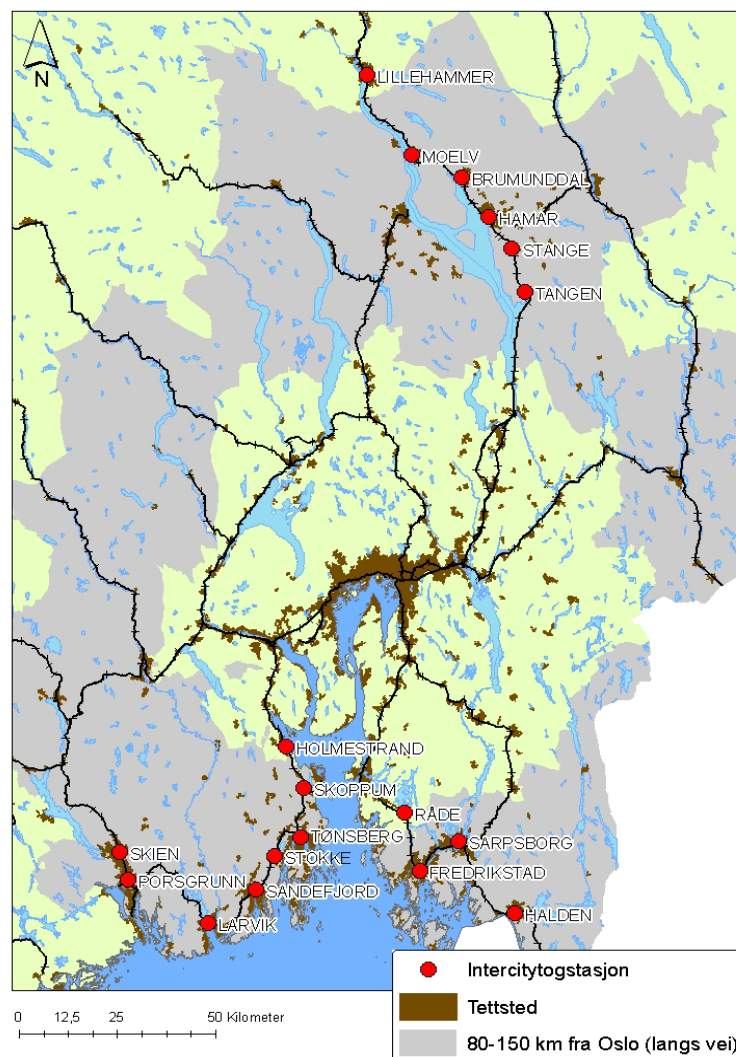 N
LILLEHAMMER
MOELV
BRUMUNDDAL
HAMAR
STANGE
TANGEN
HOLMESTRAND
SKOPPUM
RÅDE
TØNSBERG
SARPSBORG
SKIEN
STOKKE
FREDRIKSTAD
PORSGRUNN
SANDEFJORD
HALDEN
LARVIK
Intercitytogstasjon
Tettsted
80-150 km fra Oslo (langs vei)
0 12,5 25 50 Kilometer